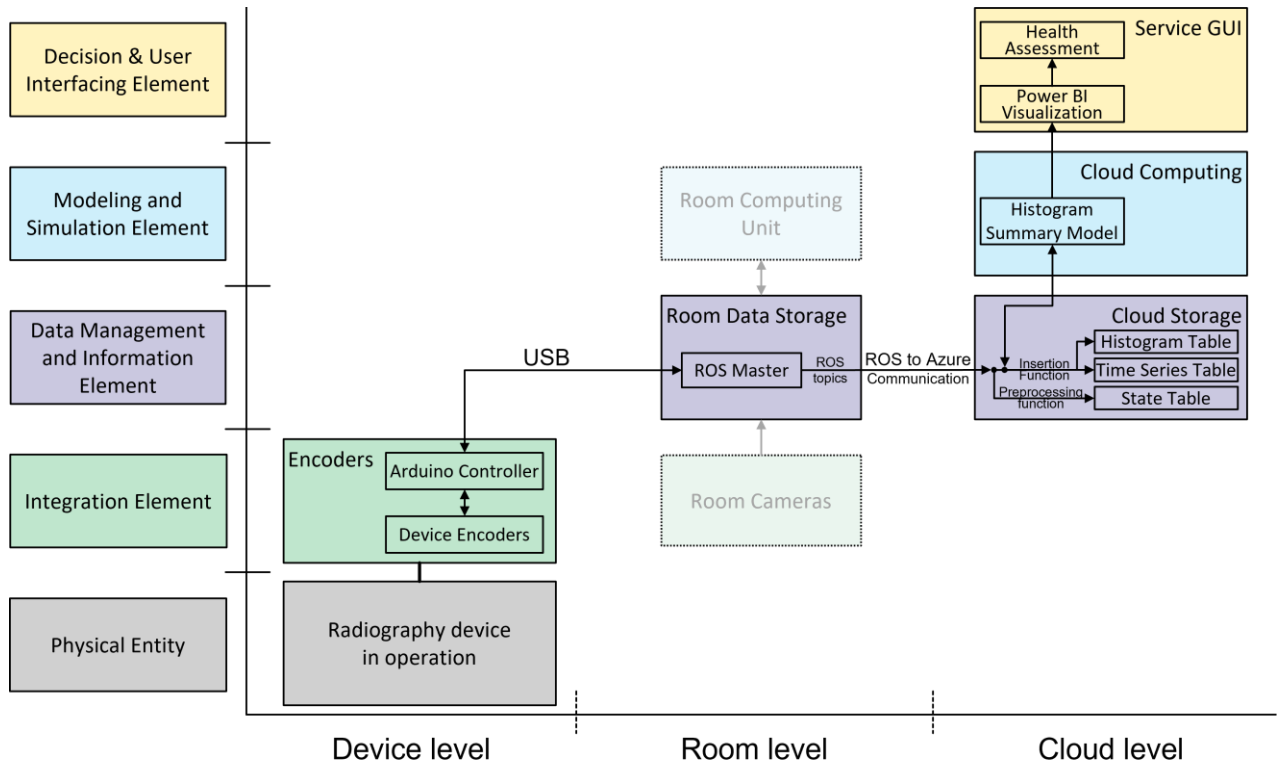 Decision & User
Interfacing Element
Modeling and
Simulation Element
Data Management
and Information
Element
Integration Element
Physical Entity
Encoders
Arduino Controller
Device Encoders
Radiography device
in operation
USB
Room Computing
Unit
Room Data Storage
ROS Master
ROS
topics
Room Cameras
ROS to Azure
Communication
Service GUI
Health
Assessment
Power BI
Visualization
Cloud Computing
Histogram
Summary Model
Cloud Storage
Histogram Table
Insertion
Function
Time Series Table
Preprocessing
function
State Table
Device level
Room level
Cloud level